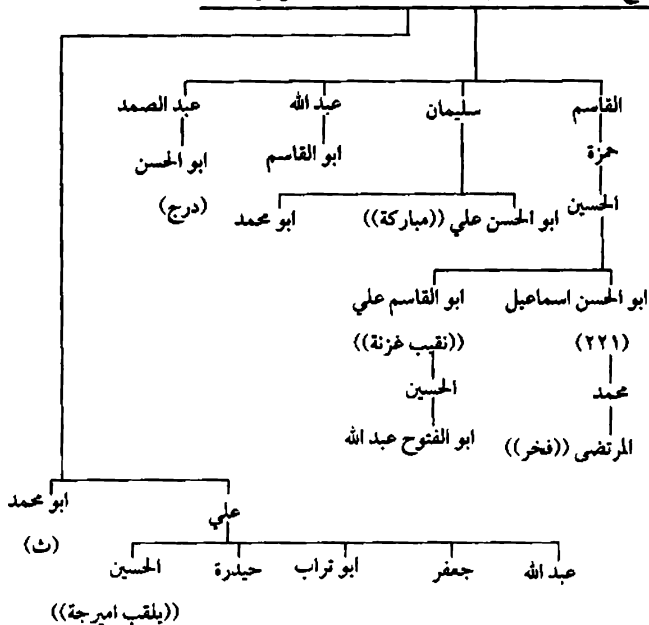 القاسم سليمان عبد الله عبد الصمد
حمزة ابو القاسم ابو الحسن
الحسين ابو الحسن علي ((مباركة)) ابو محمد (درج)
ابو الحسن اسماعيل ابو القاسم علي
(٢٢١) ((نقيب غزنة))
محمد الحسين
المرتضى ((فخر)) ابو الفتوح عبد الله
علي ابو محمد
(ث)
عبد الله جعفر ابو تراب حيدرة الحسين
((يلقب اميرجة))